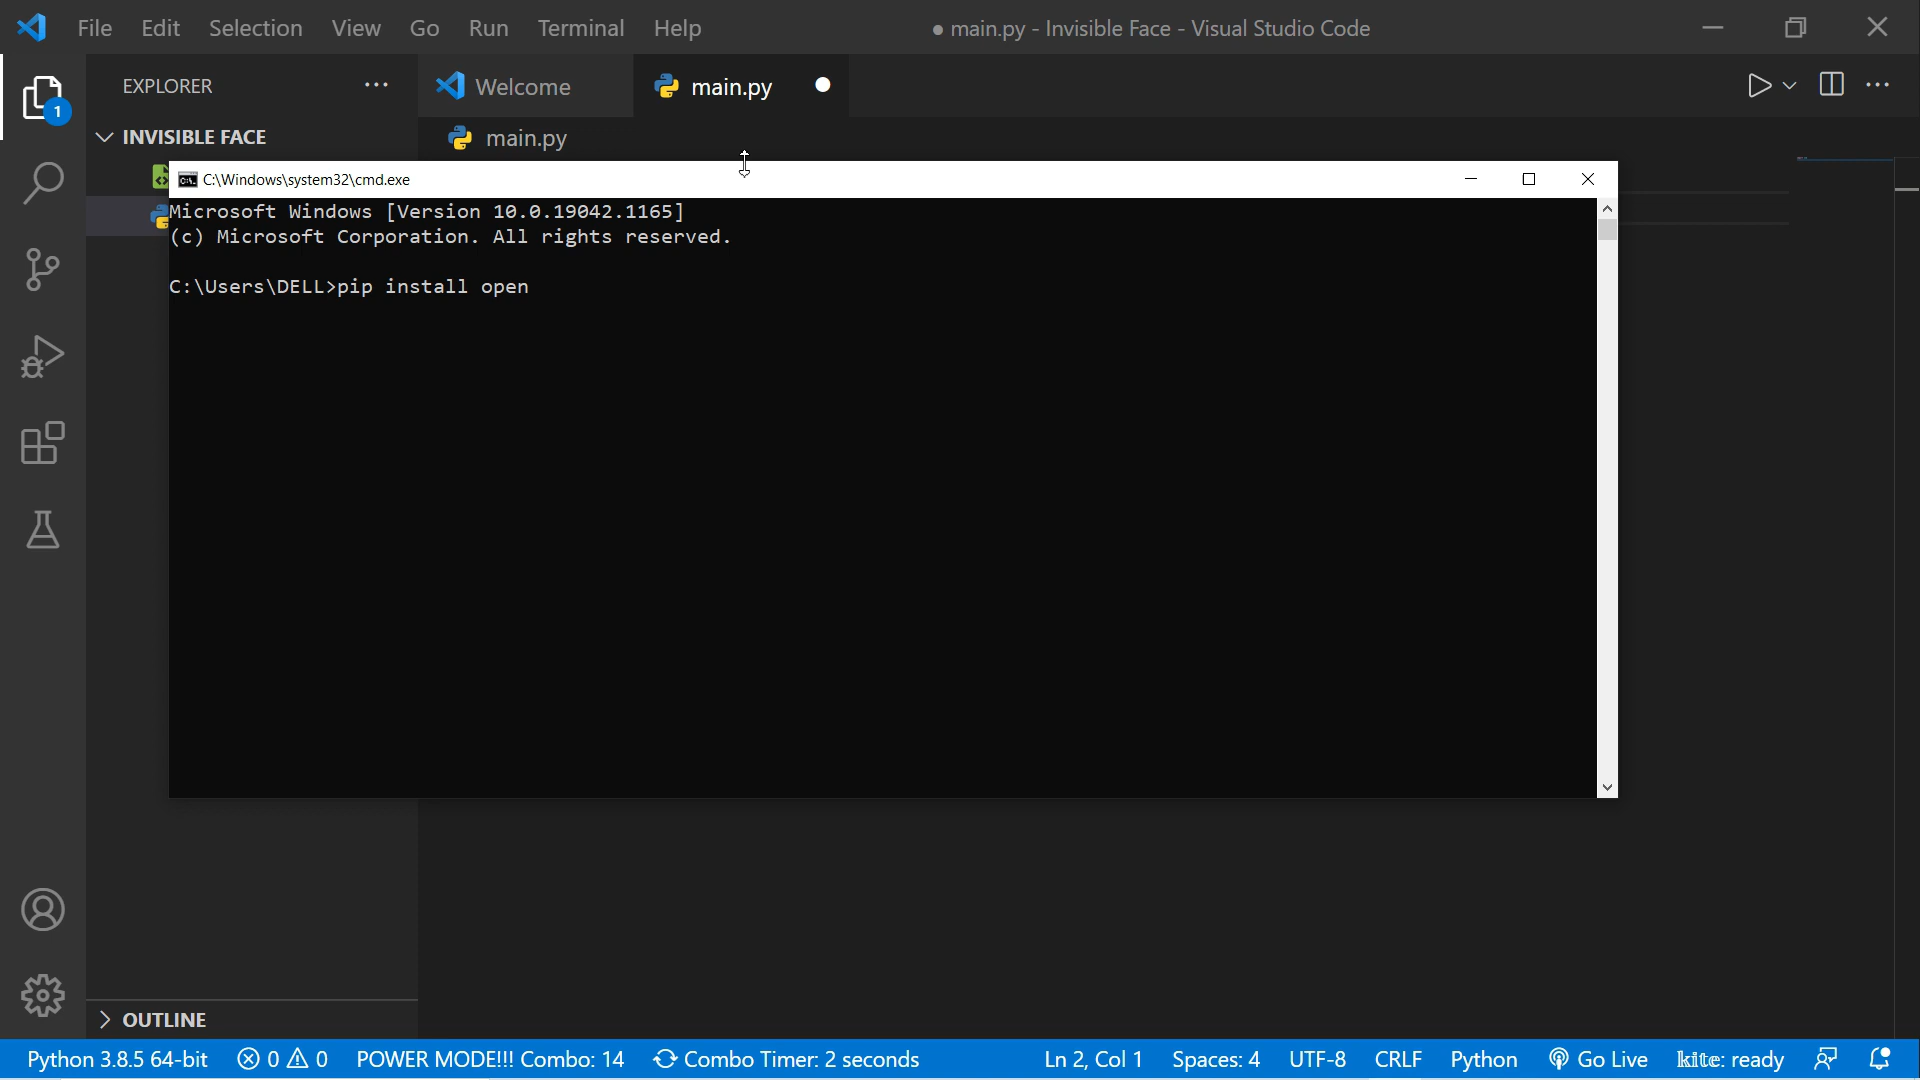 File Edit Selection View Go Run Terminal Help
● main.py - Invisible Face - Visual Studio Code
EXPLORER
Welcome
main.py
1
INVISIBLE FACE
main.py
C:\Windows\system32\cmd.exe
Microsoft Windows [Version 10.0.19042.1165]
(c) Microsoft Corporation. All rights reserved.
C:\Users\DELL>pip install open
OUTLINE
Python 3.8.5 64-bit 0 0 POWER MODE!!! Combo: 14 Combo Timer: 2 seconds Ln 2, Col 1 Spaces: 4 UTF-8 CRLF Python Go Live kite: ready